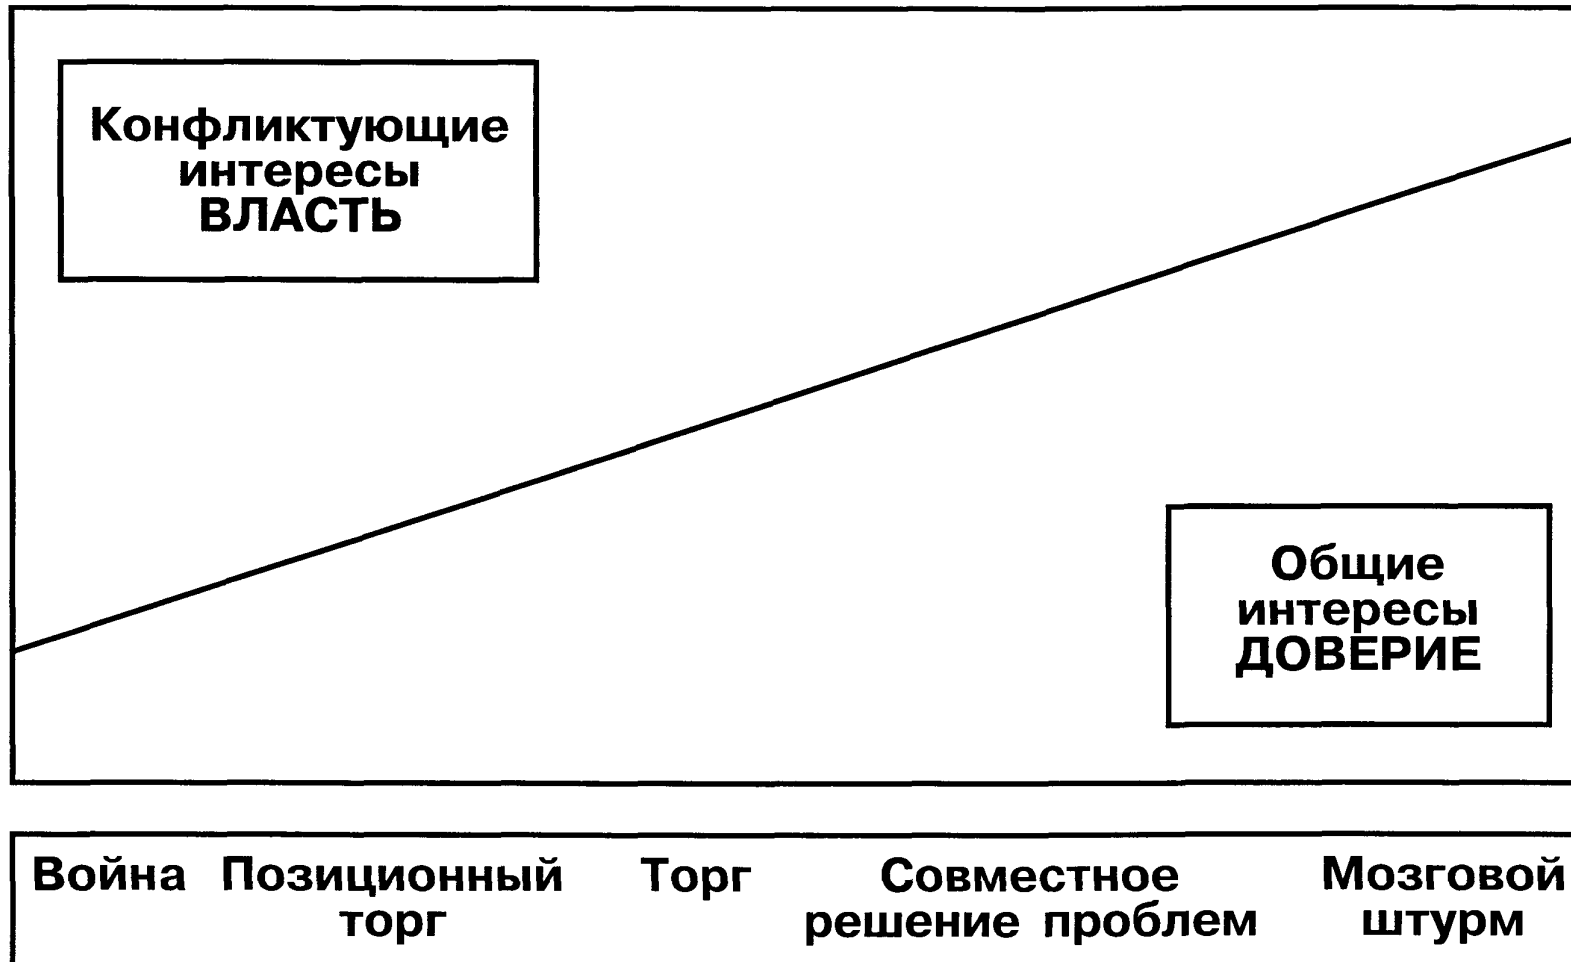 Конфликтующие
интересы
ВЛАСТЬ
Общие
интересы
ДОВЕРИЕ
Война
Позиционный
торг
Торг
Совместное
решение проблем
Мозговой
штурм